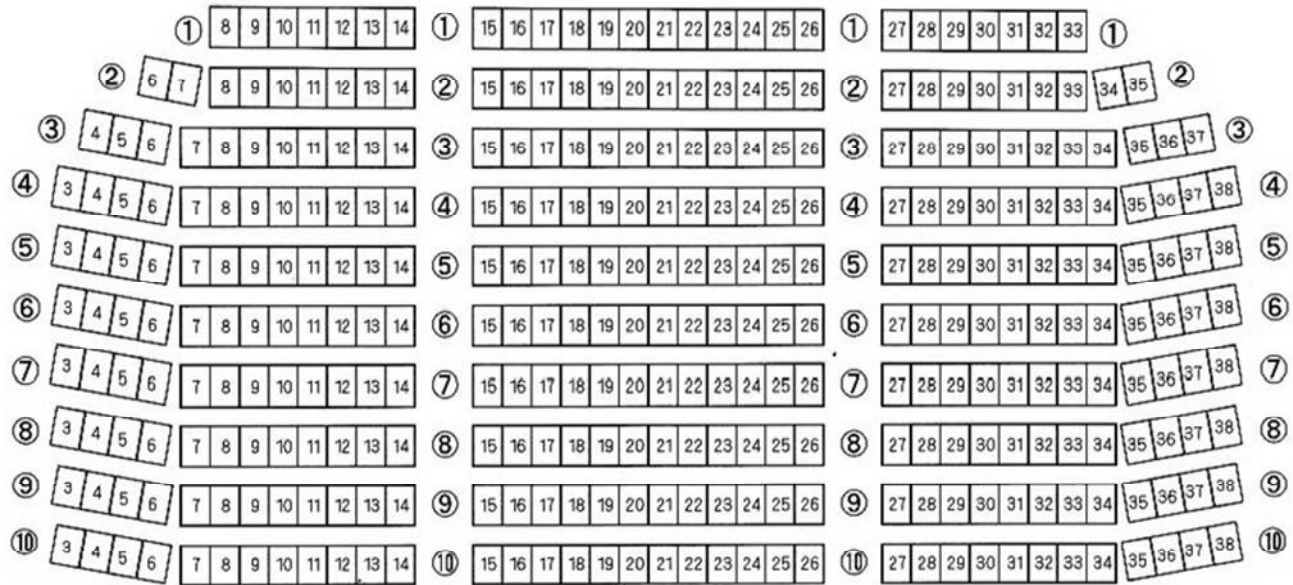 ① 8 9 10 11 12 13 14 ① 15 16 17 18 19 20 21 22 23 24 25 26 ① 27 28 29 30 31 32 33 ①
② 6 7 8 9 10 11 12 13 14 ② 15 16 17 18 19 20 21 22 23 24 25 26 ② 27 28 29 30 31 32 33 34 35 ②
③ 4 5 6 7 8 9 10 11 12 13 14 ③ 15 16 17 18 19 20 21 22 23 24 25 26 ③ 27 28 29 30 31 32 33 34 35 36 37 ③
④ 3 4 5 6 7 8 9 10 11 12 13 14 ④ 15 16 17 18 19 20 21 22 23 24 25 26 ④ 27 28 29 30 31 32 33 34 35 36 37 38 ④
⑤ 3 4 5 6 7 8 9 10 11 12 13 14 ⑤ 15 16 17 18 19 20 21 22 23 24 25 26 ⑤ 27 28 29 30 31 32 33 34 35 36 37 38 ⑤
⑥ 3 4 5 6 7 8 9 10 11 12 13 14 ⑥ 15 16 17 18 19 20 21 22 23 24 25 26 ⑥ 27 28 29 30 31 32 33 34 35 36 37 38 ⑥
⑦ 3 4 5 6 7 8 9 10 11 12 13 14 ⑦ 15 16 17 18 19 20 21 22 23 24 25 26 ⑦ 27 28 29 30 31 32 33 34 35 36 37 38 ⑦
⑧ 3 4 5 6 7 8 9 10 11 12 13 14 ⑧ 15 16 17 18 19 20 21 22 23 24 25 26 ⑧ 27 28 29 30 31 32 33 34 35 36 37 38 ⑧
⑨ 3 4 5 6 7 8 9 10 11 12 13 14 ⑨ 15 16 17 18 19 20 21 22 23 24 25 26 ⑨ 27 28 29 30 31 32 33 34 35 36 37 38 ⑨
⑩ 3 4 5 6 7 8 9 10 11 12 13 14 ⑩ 15 16 17 18 19 20 21 22 23 24 25 26 ⑩ 27 28 29 30 31 32 33 34 35 36 37 38 ⑩